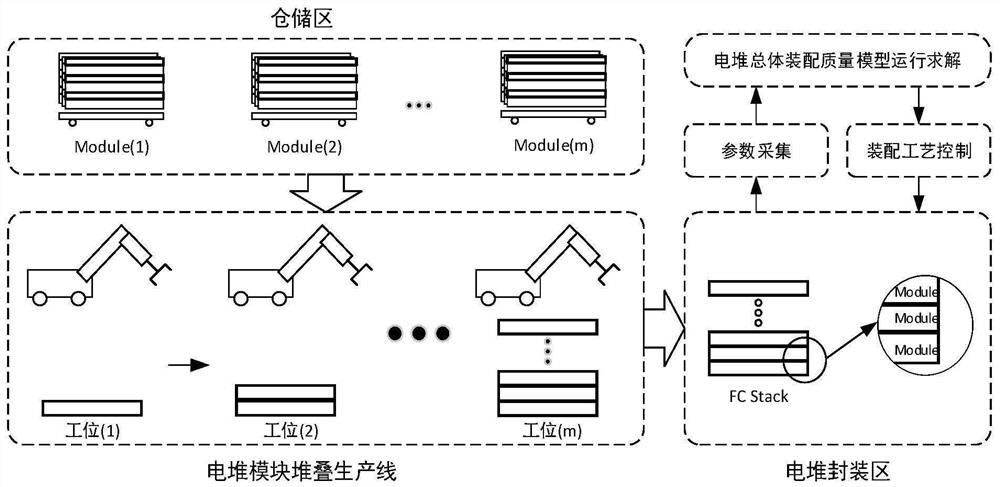 仓储区
Module(1)
Module(2)
Module(m)
电堆总体装配质量模型运行求解
参数采集
装配工艺控制
工位(1)
工位(2)
工位(m)
电堆模块堆叠生产线
Module
Module
Module
FC Stack
电堆封装区